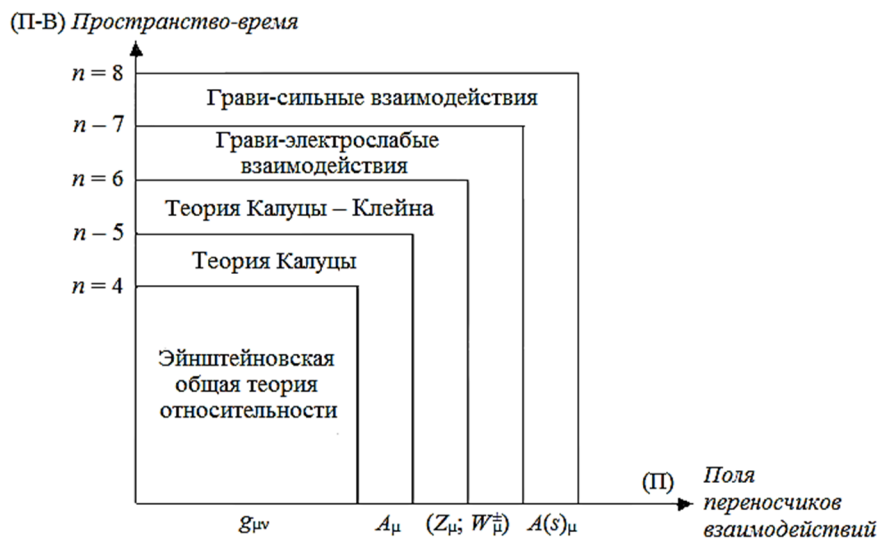 (П-В) Пространство-время
n = 8
Грави-сильные взаимодействия
n – 7
Грави-электрослабые
взаимодействия
n = 6
Теория Калуцы – Клейна
n – 5
Теория Калуцы
n = 4
Эйнштейновская
общая теория
относительности
(П) Поля
переносчиков
взаимодействий
gμν Aμ (Zμ; W±μ) A(s)μ